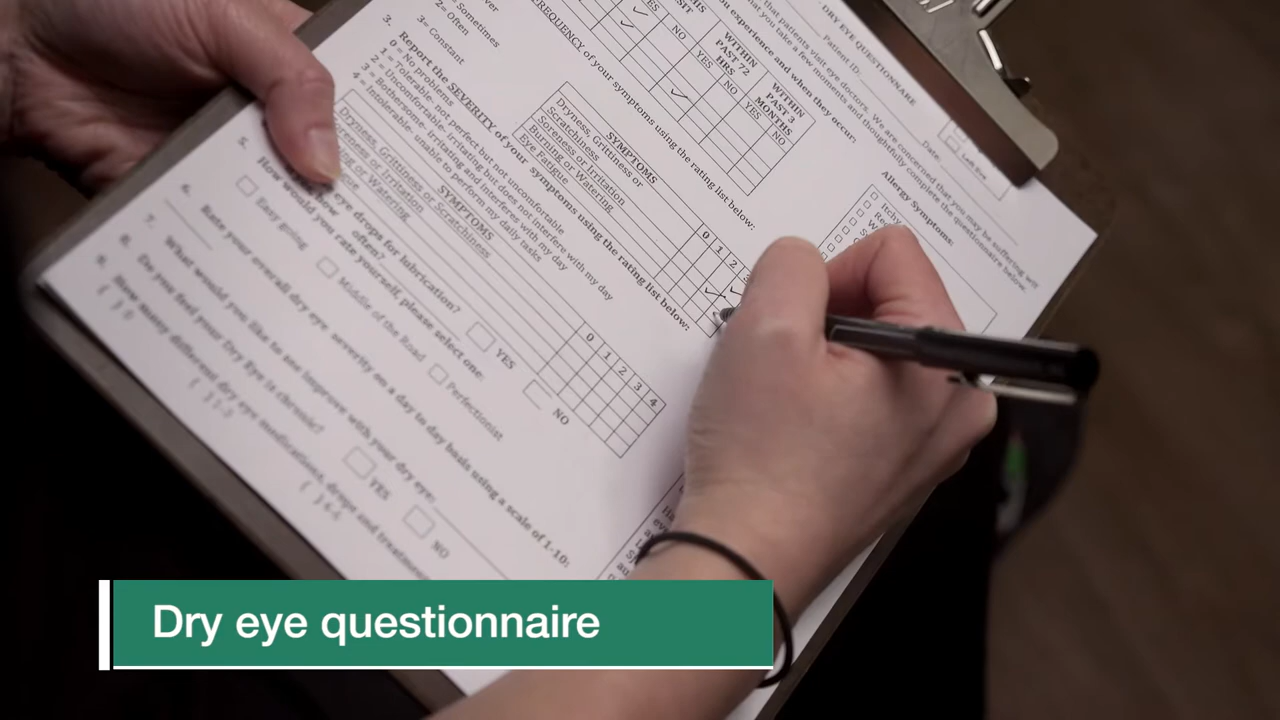 DRY EYE QUESTIONNAIRE
Patient ID:
Date:
that patients visit eye doctors. We are concerned that you may be suffering
you take a few moments and thoughtfully complete the questionnaire below.
you experience and when they occur:
Allergy Symptoms:
Itchy
WITHIN PAST 72 HRS
WITHIN PAST 3 MONTHS
YES NO YES NO YES NO
FREQUENCY of your symptoms using the rating list below:
2= Often
3= Constant
SYMPTOMS
0 1 2
Dryness, Grittiness or
Scratchiness
Soreness or Irritation
Burning or Watering
Eye Fatigue
3. Report the SEVERITY of your symptoms using the rating list below:
0 = No problems
1 = Tolerable- not perfect but not uncomfortable
2 = Uncomfortable- irritating but does not interfere with my day
3 = Bothersome- irritating and interferes with my day
4 = Intolerable- unable to perform my daily tasks
SYMPTOMS
0 1 2 3 4
Dryness, Grittiness or Scratchiness
or Irritation
or Watering
eye drops for lubrication? YES NO
often?
5. How would you rate yourself, please select one:
Easy going Middle of the Road Perfectionist
6. Rate your overall dry eye severity on a day to day basis using a scale of 1-10:
7. What would you like to see improve with your dry eye:
8. Do you feel your Dry Eye is chronic? YES NO
9. How many different dry eye medications, drops and treatments
Dry eye questionnaire